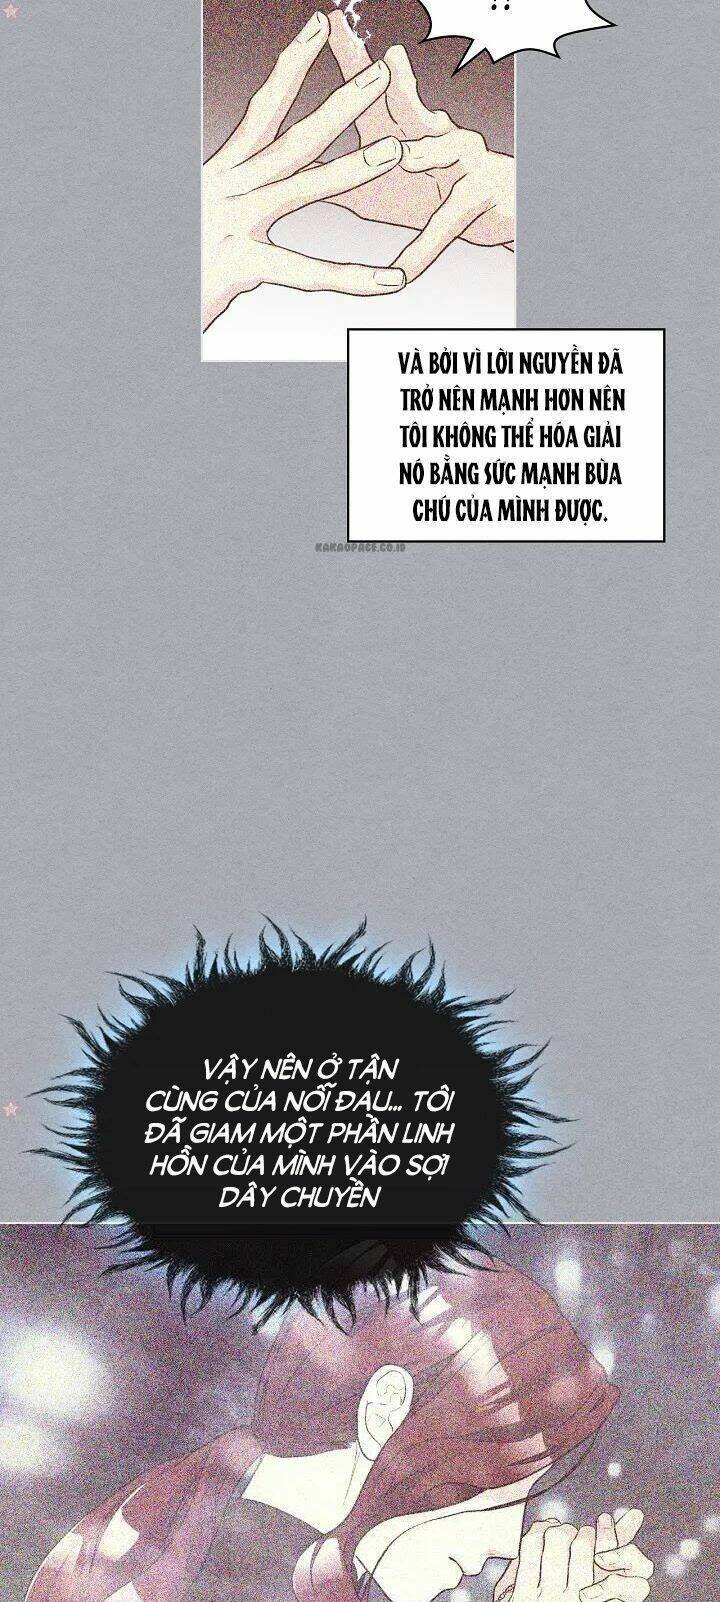 !!
VÀ BỞI VÌ LỜI NGUYỀN ĐÃ
TRỞ NÊN MẠNH HƠN NÊN
TÔI KHÔNG THỂ HÓA GIẢI
NÓ BẰNG SỨC MẠNH BÙA
CHÚ CỦA MÌNH ĐƯỢC.
KAKAOPAGE.CO.ID
VẬY NÊN Ở TẬN
CÙNG CỦA NỖI ĐAU... TÔI
ĐÃ GIAM MỘT PHẦN LINH
HỒN CỦA MÌNH VÀO SỢI
DÂY CHUYỀN